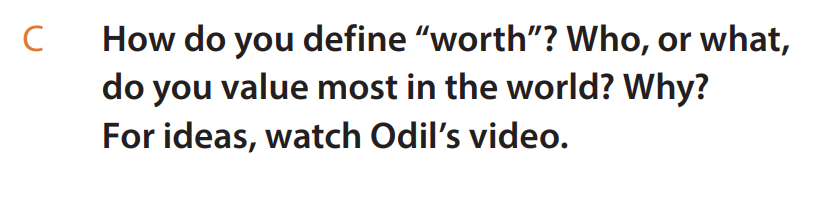 C How do you define “worth”? Who, or what,
do you value most in the world? Why?
For ideas, watch Odil’s video.